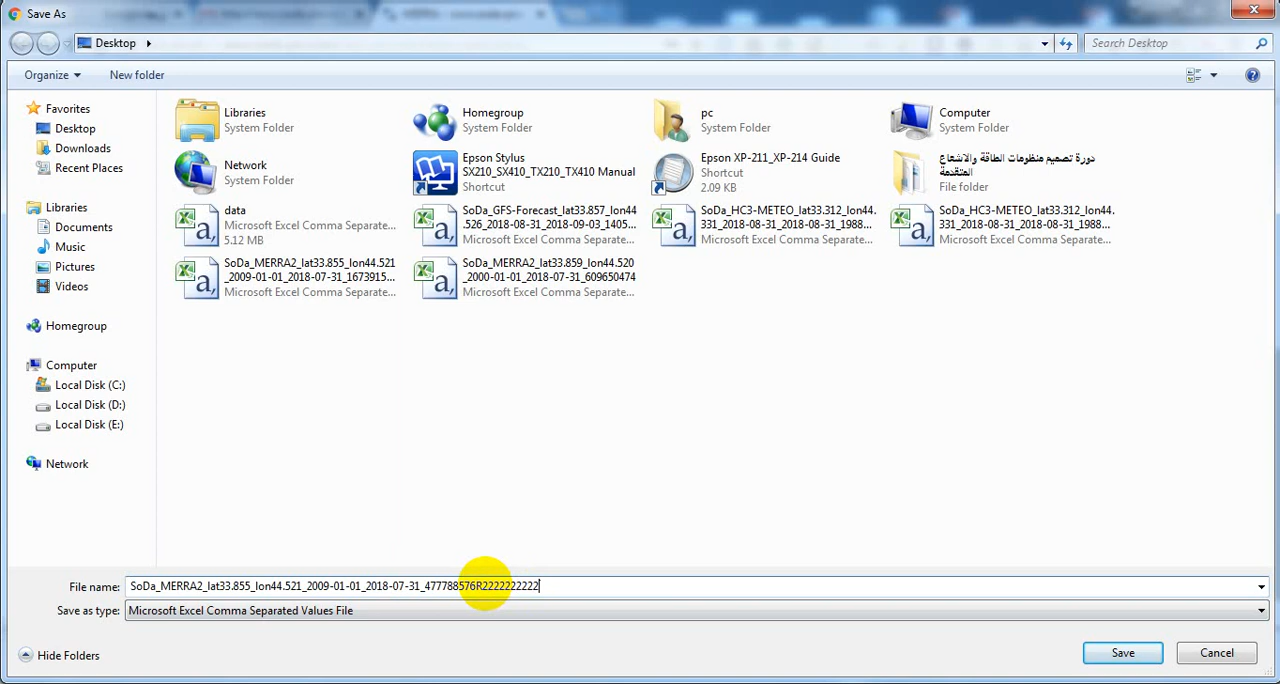 Save As
Desktop
Search Desktop
Organize
New folder
Favorites
Desktop
Downloads
Recent Places
Libraries
Documents
Music
Pictures
Videos
Homegroup
Computer
Local Disk (C:)
Local Disk (D:)
Local Disk (E:)
Network
Libraries
System Folder
Homegroup
System Folder
pc
System Folder
Computer
System Folder
Network
System Folder
Epson Stylus
SX210_SX410_TX210_TX410 Manual
Shortcut
Epson XP-211_XP-214 Guide
Shortcut
2.09 KB
دورة تصميم منظومات الطاقة والاشعاع
المتقدمة
File folder
data
Microsoft Excel Comma Separate...
5.12 MB
SoDa_GFS-Forecast_lat33.857_lon44
.526_2018-08-31_2018-09-03_1405...
Microsoft Excel Comma Separate...
SoDa_HC3-METEO_lat33.312_lon44.
331_2018-08-31_2018-08-31_1988...
Microsoft Excel Comma Separate...
SoDa_HC3-METEO_lat33.312_lon44.
331_2018-08-31_2018-08-31_1988...
Microsoft Excel Comma Separate...
SoDa_MERRA2_lat33.855_lon44.521
_2009-01-01_2018-07-31_1673915...
Microsoft Excel Comma Separate...
SoDa_MERRA2_lat33.859_lon44.520
_2000-01-01_2018-07-31_609650474
Microsoft Excel Comma Separate...
File name: SoDa_MERRA2_lat33.855_lon44.521_2009-01-01_2018-07-31_477788576R2222222222
Save as type: Microsoft Excel Comma Separated Values File
Hide Folders
Save
Cancel